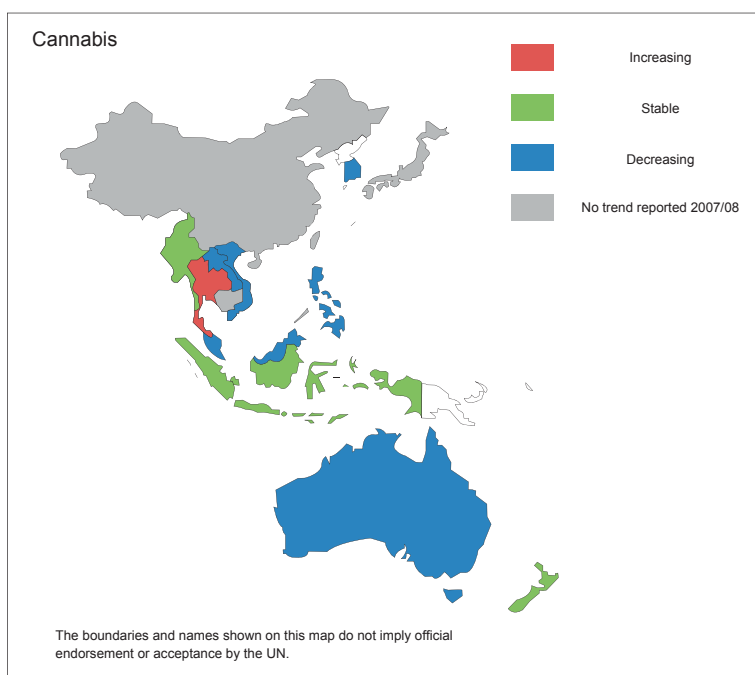 Cannabis
Increasing
Stable
Decreasing
No trend reported 2007/08
The boundaries and names shown on this map do not imply official
endorsement or acceptance by the UN.